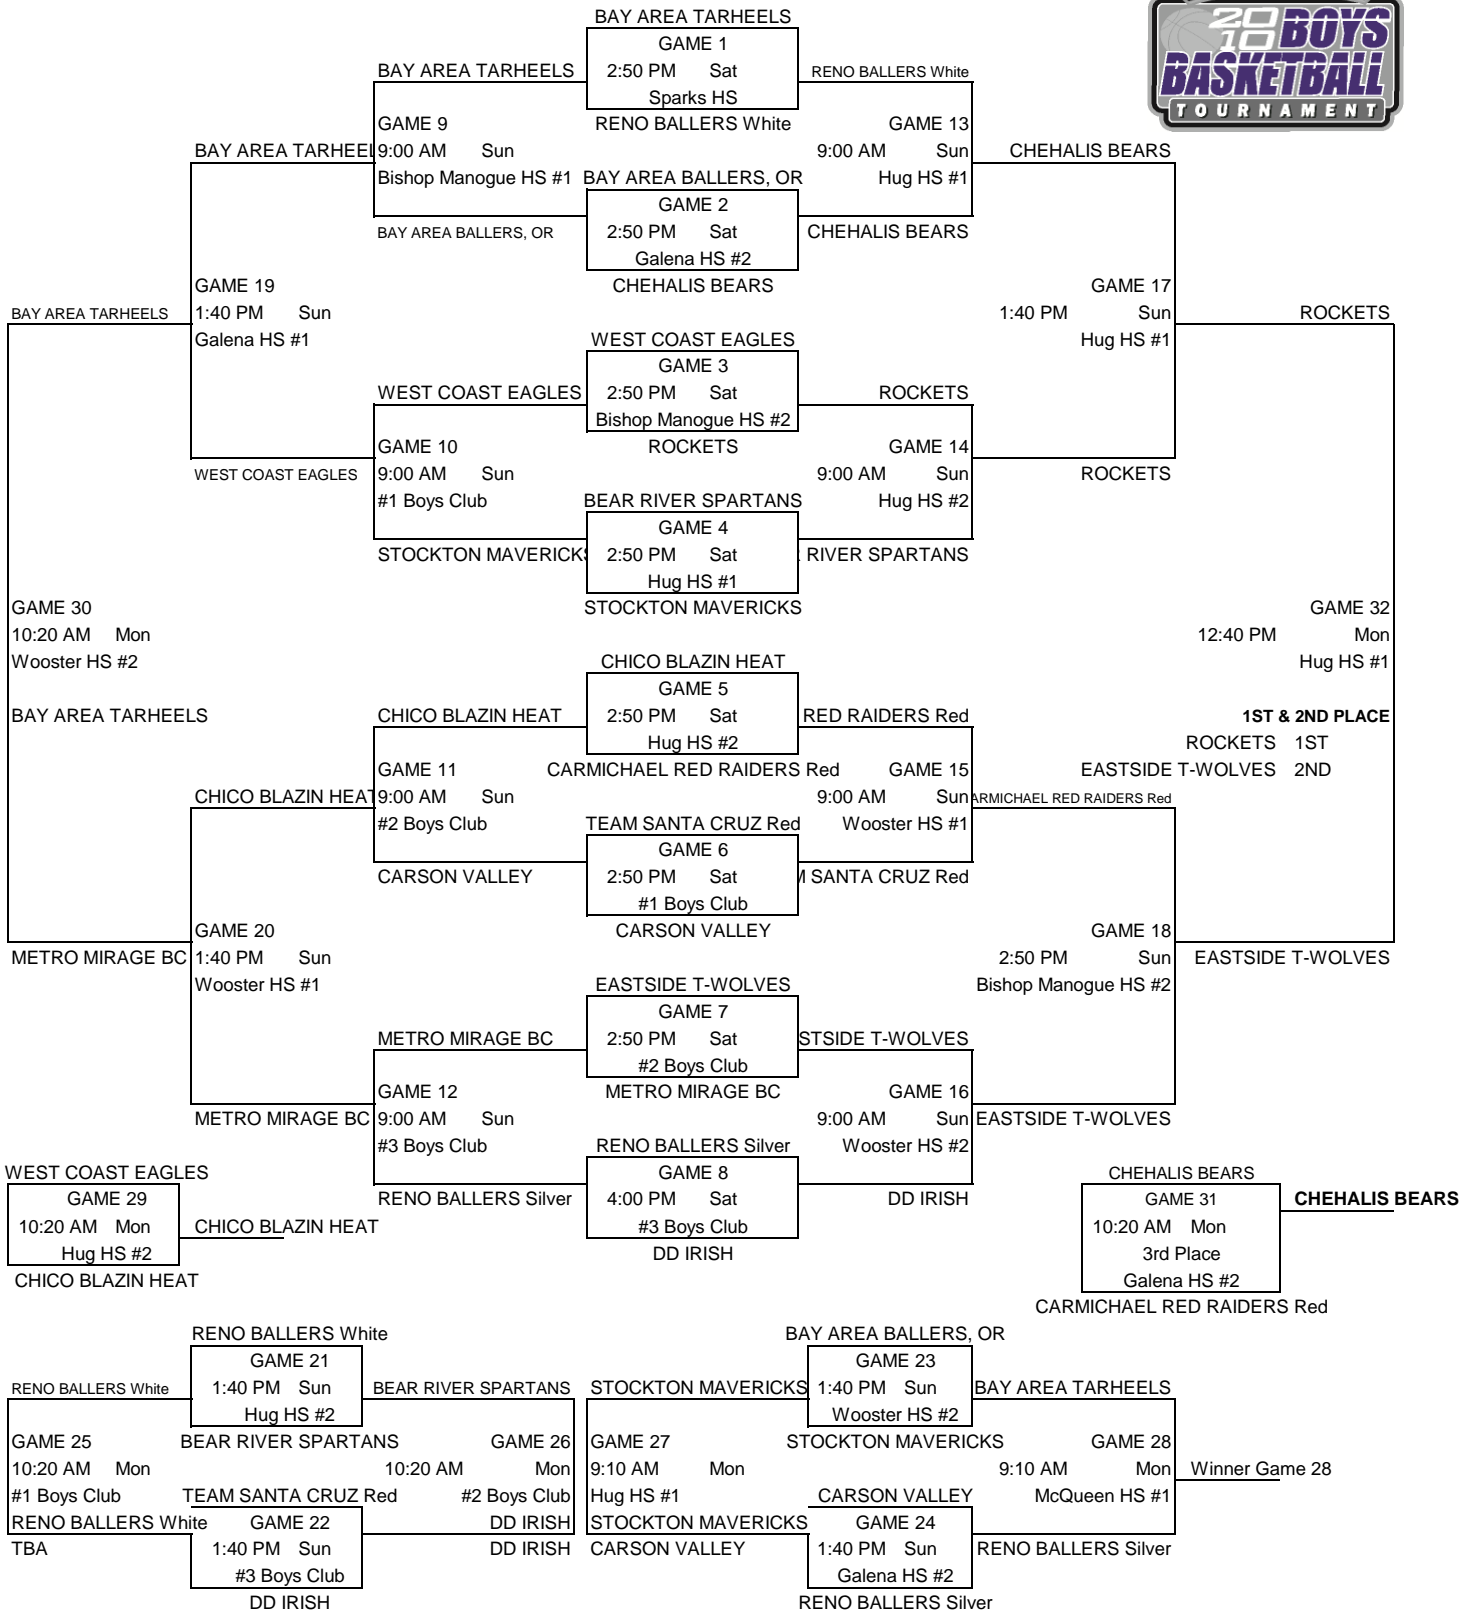 BAY AREA TARHEELS
20
10 BOYS
BASKETBALL
TOURNAMENT
GAME 1
BAY AREA TARHEELS 2:50 PM Sat RENO BALLERS White
Sparks HS
GAME 9 RENO BALLERS White GAME 13
BAY AREA TARHEEL 9:00 AM Sun 9:00 AM Sun CHEHALIS BEARS
Bishop Manogue HS #1 BAY AREA BALLERS, OR Hug HS #1
GAME 2
BAY AREA BALLERS, OR 2:50 PM Sat CHEHALIS BEARS
Galena HS #2
GAME 19 CHEHALIS BEARS GAME 17
BAY AREA TARHEELS 1:40 PM Sun 1:40 PM Sun ROCKETS
Galena HS #1 WEST COAST EAGLES Hug HS #1
GAME 3
WEST COAST EAGLES 2:50 PM Sat ROCKETS
Bishop Manogue HS #2
GAME 10 ROCKETS GAME 14
WEST COAST EAGLES 9:00 AM Sun 9:00 AM Sun ROCKETS
#1 Boys Club BEAR RIVER SPARTANS Hug HS #2
GAME 4
STOCKTON MAVERICKS 2:50 PM Sat RIVER SPARTANS
Hug HS #1
GAME 30 STOCKTON MAVERICKS GAME 32
10:20 AM Mon 12:40 PM Mon
Wooster HS #2 CHICO BLAZIN HEAT Hug HS #1
GAME 5
BAY AREA TARHEELS CHICO BLAZIN HEAT 2:50 PM Sat RED RAIDERS Red 1ST & 2ND PLACE
Hug HS #2 ROCKETS 1ST
GAME 11 CARMICHAEL RED RAIDERS Red GAME 15 EASTSIDE T-WOLVES 2ND
CHICO BLAZIN HEAT 9:00 AM Sun 9:00 AM Sun ARMICHAEL RED RAIDERS Red
#2 Boys Club TEAM SANTA CRUZ Red Wooster HS #1
GAME 6
CARSON VALLEY 2:50 PM Sat SANTA CRUZ Red
#1 Boys Club
GAME 20 CARSON VALLEY GAME 18
METRO MIRAGE BC 1:40 PM Sun 2:50 PM Sun EASTSIDE T-WOLVES
Wooster HS #1 EASTSIDE T-WOLVES Bishop Manogue HS #2
GAME 7
METRO MIRAGE BC 2:50 PM Sat STSIDE T-WOLVES
#2 Boys Club
GAME 12 METRO MIRAGE BC GAME 16
METRO MIRAGE BC 9:00 AM Sun 9:00 AM Sun EASTSIDE T-WOLVES
#3 Boys Club RENO BALLERS Silver Wooster HS #2
WEST COAST EAGLES GAME 8 CHEHALIS BEARS
GAME 29 RENO BALLERS Silver 4:00 PM Sat DD IRISH GAME 31 CHEHALIS BEARS
10:20 AM Mon CHICO BLAZIN HEAT #3 Boys Club 10:20 AM Mon
Hug HS #2 DD IRISH 3rd Place
CHICO BLAZIN HEAT Galena HS #2
CARMICHAEL RED RAIDERS Red
RENO BALLERS White BAY AREA BALLERS, OR
GAME 21 GAME 23
RENO BALLERS White 1:40 PM Sun BEAR RIVER SPARTANS STOCKTON MAVERICKS 1:40 PM Sun BAY AREA TARHEELS
Hug HS #2 Wooster HS #2
GAME 25 BEAR RIVER SPARTANS GAME 26 GAME 27 STOCKTON MAVERICKS GAME 28
10:20 AM Mon 10:20 AM Mon 9:10 AM Mon 9:10 AM Mon Winner Game 28
#1 Boys Club TEAM SANTA CRUZ Red #2 Boys Club Hug HS #1 CARSON VALLEY McQueen HS #1
RENO BALLERS White GAME 22 DD IRISH STOCKTON MAVERICKS GAME 24
TBA 1:40 PM Sun DD IRISH CARSON VALLEY 1:40 PM Sun RENO BALLERS Silver
#3 Boys Club Galena HS #2
DD IRISH RENO BALLERS Silver